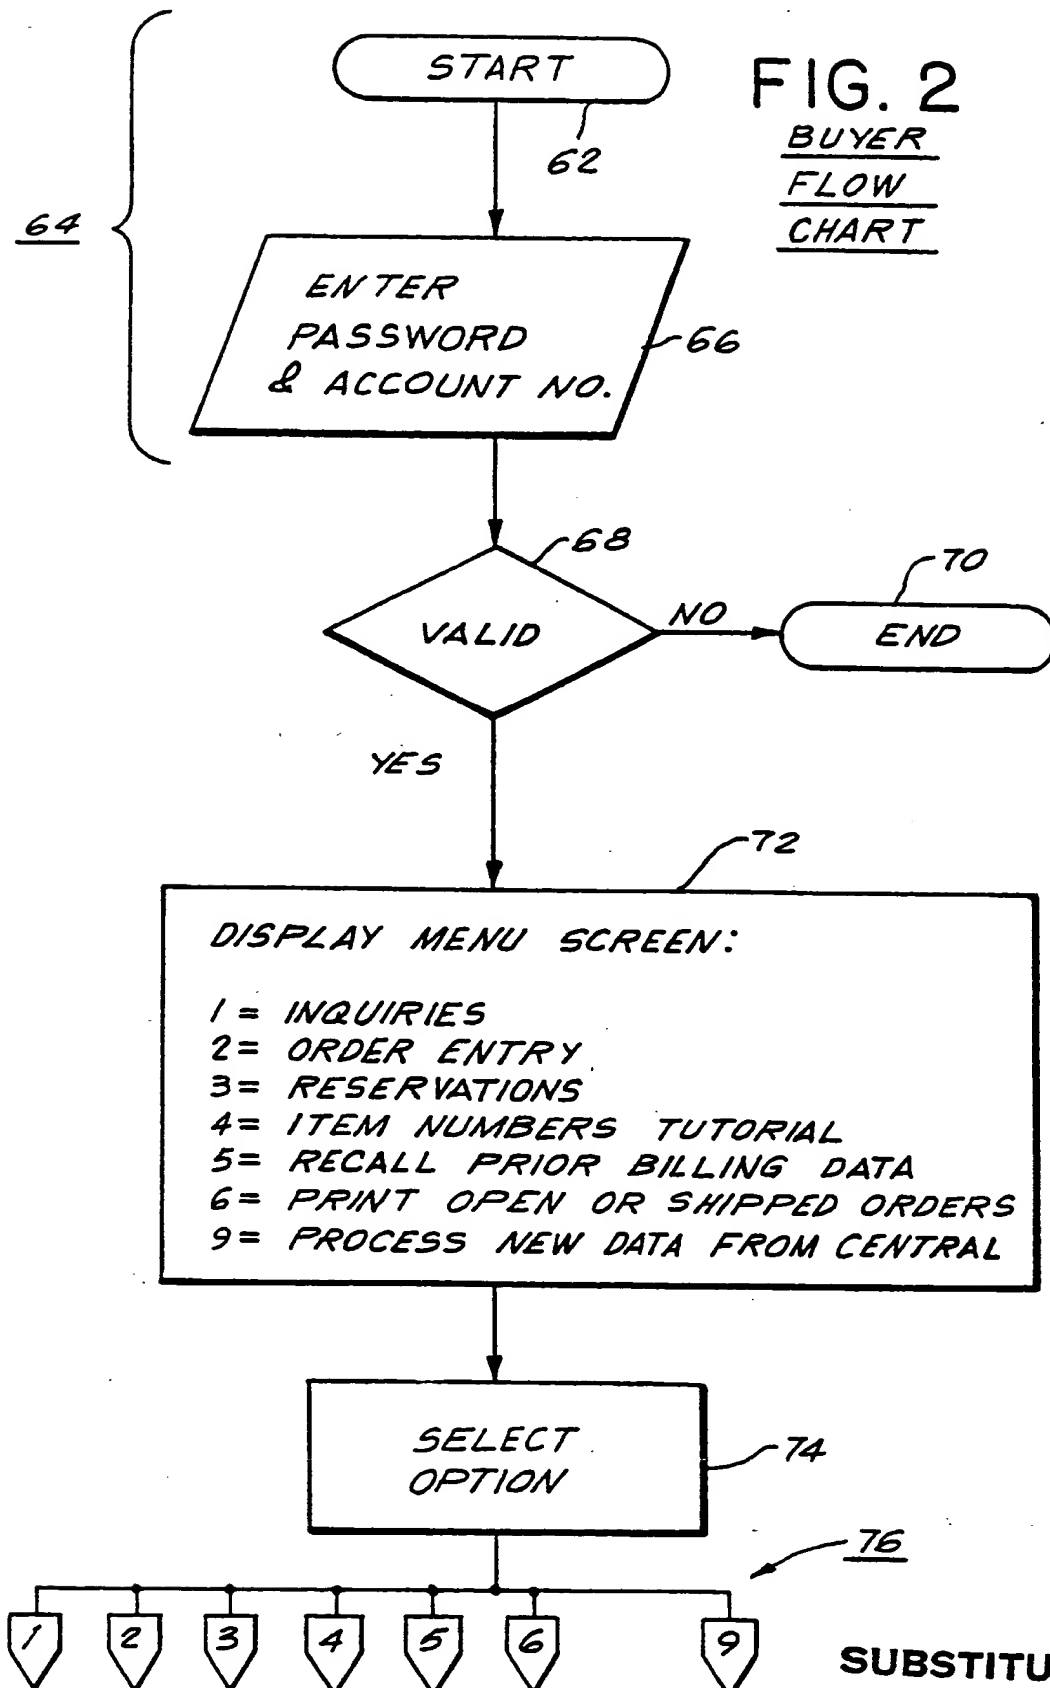 START
FIG. 2
BUYER
FLOW
CHART
62
64
ENTER
PASSWORD
& ACCOUNT NO.
66
68
VALID
NO
70
END
YES
72
DISPLAY MENU SCREEN:
1 = INQUIRIES
2 = ORDER ENTRY
3 = RESERVATIONS
4 = ITEM NUMBERS TUTORIAL
5 = RECALL PRIOR BILLING DATA
6 = PRINT OPEN OR SHIPPED ORDERS
9 = PROCESS NEW DATA FROM CENTRAL
SELECT
OPTION
74
76
1 2 3 4 5 6 9
SUBSTITU